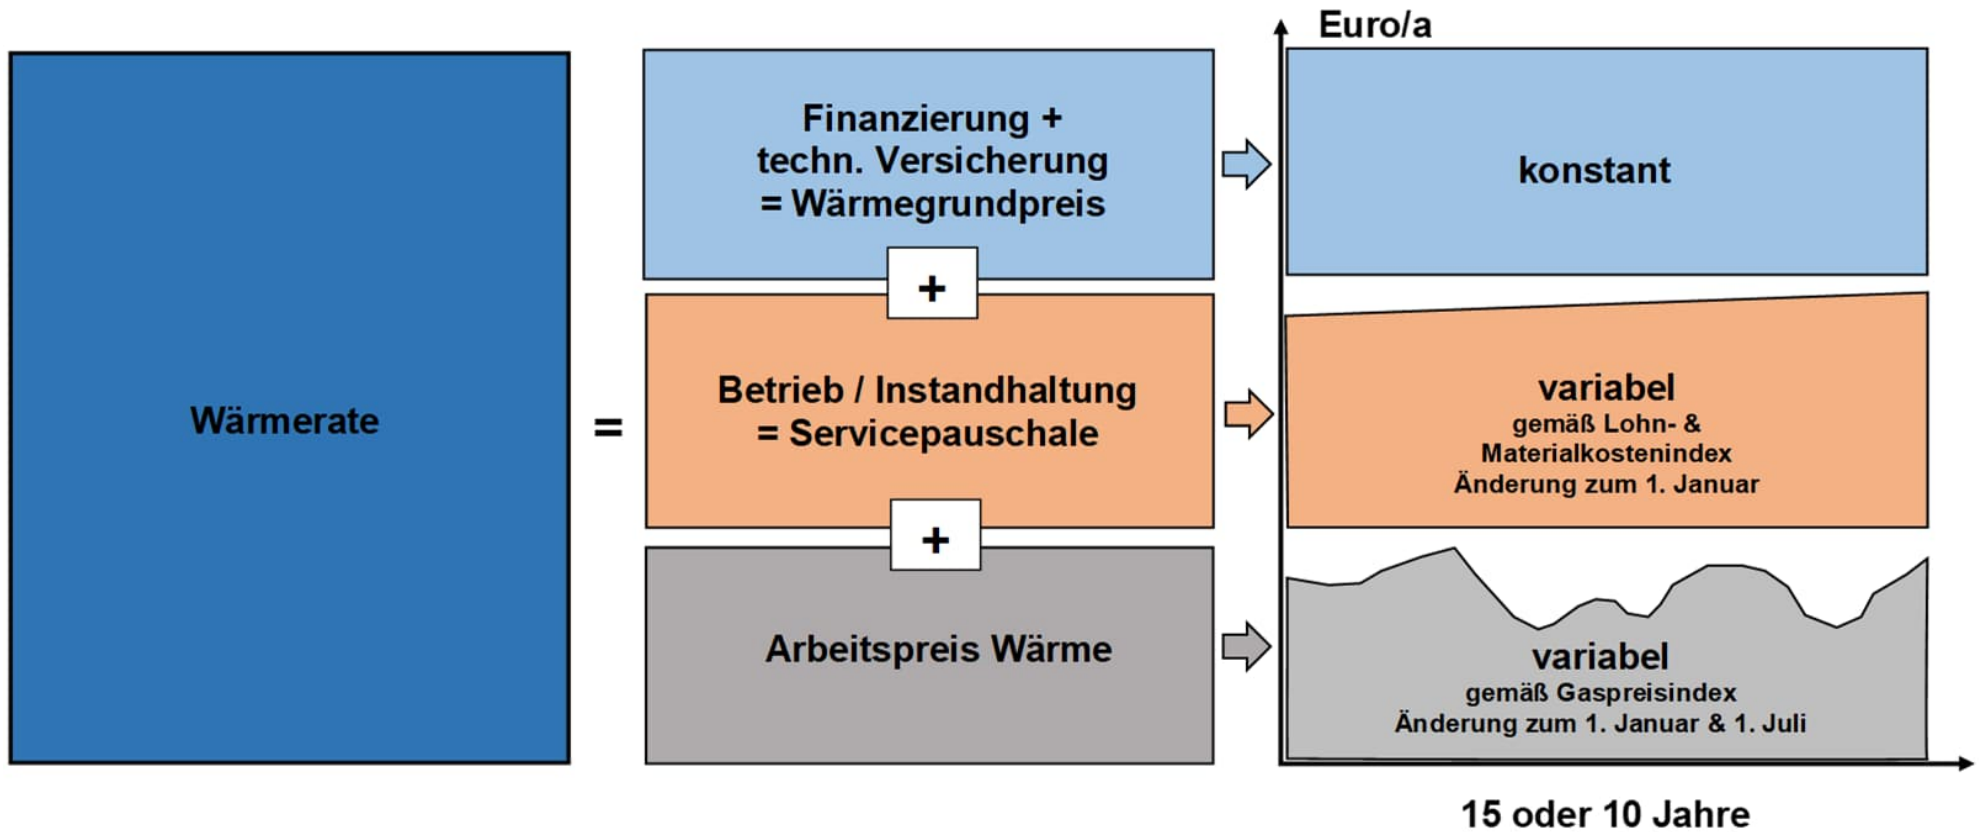 Euro/a
Wärmerate
=
Finanzierung +
techn. Versicherung
= Wärmegrundpreis
+
Betrieb / Instandhaltung
= Servicepauschale
+
Arbeitspreis Wärme
konstant
variabel
gemäß Lohn- &
Materialkostenindex
Änderung zum 1. Januar
variabel
gemäß Gaspreisindex
Änderung zum 1. Januar & 1. Juli
15 oder 10 Jahre